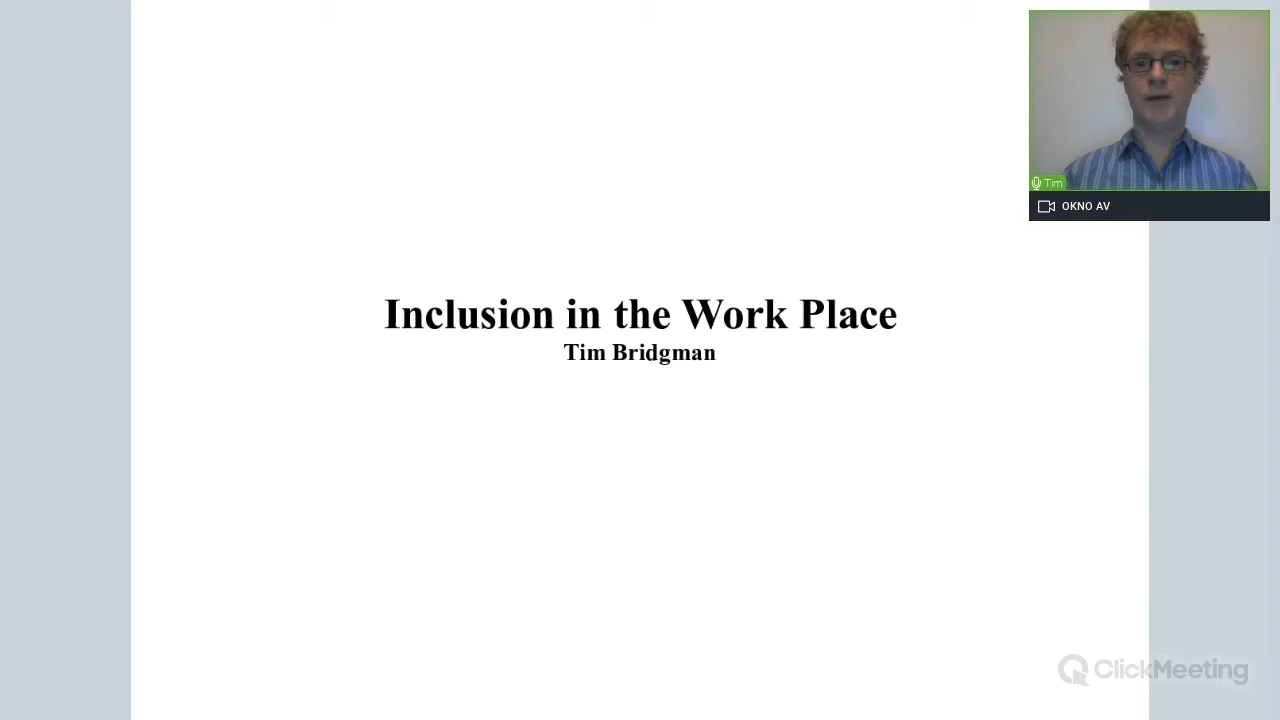 Tim
OKNO AV
Inclusion in the Work Place
Tim Bridgman
ClickMeeting